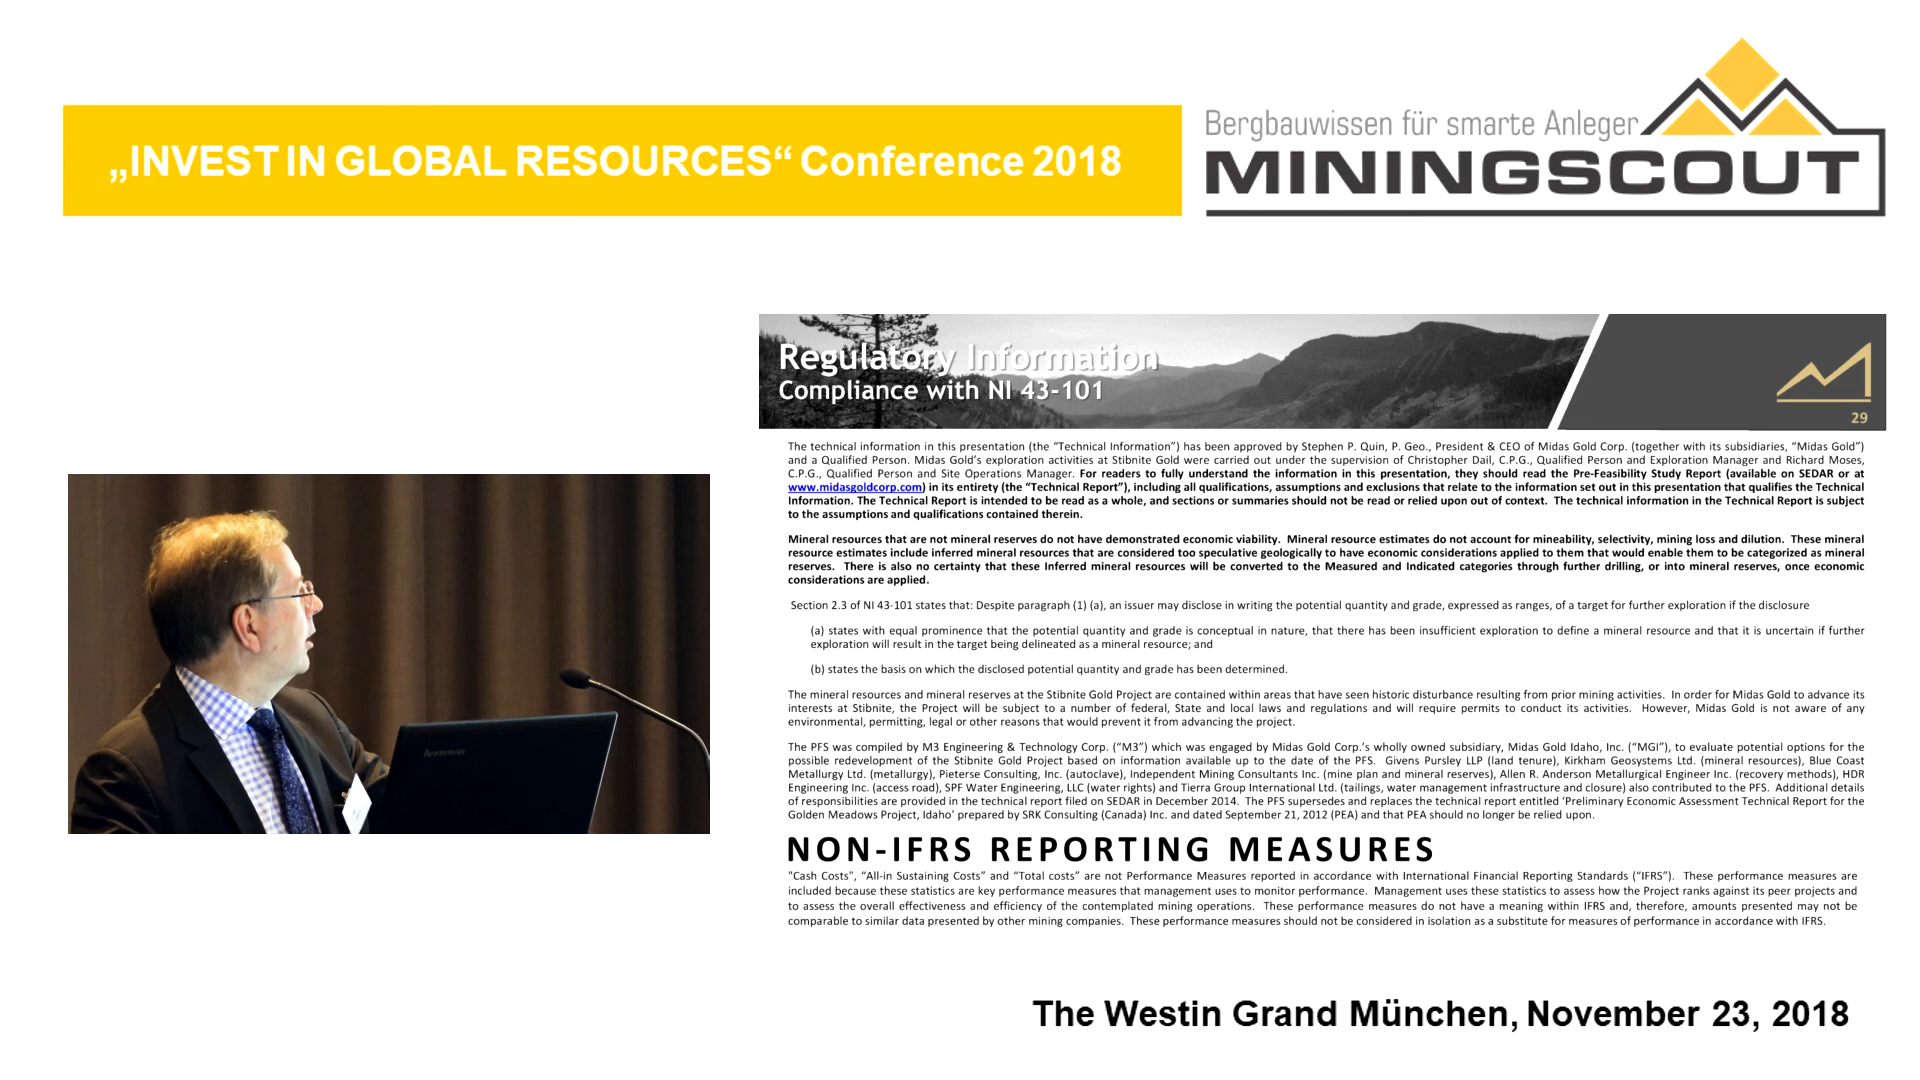 „INVEST IN GLOBAL RESOURCES“ Conference 2018
Bergbauwissen für smarte Anleger
MININGSCOUT
Regulatory Information
Compliance with NI 43-101
29
The technical information in this presentation (the “Technical Information”) has been approved by Stephen P. Quin, P. Geo., President & CEO of Midas Gold Corp. (together with its subsidiaries, “Midas Gold”)
and a Qualified Person. Midas Gold’s exploration activities at Stibnite Gold were carried out under the supervision of Christopher Dail, C.P.G., Qualified Person and Exploration Manager and Richard Moses,
C.P.G., Qualified Person and Site Operations Manager. For readers to fully understand the information in this presentation, they should read the Pre-Feasibility Study Report (available on SEDAR or at
www.midasgoldcorp.com) in its entirety (the “Technical Report”), including all qualifications, assumptions and exclusions that relate to the information set out in this presentation that qualifies the Technical
Information. The Technical Report is intended to be read as a whole, and sections or summaries should not be read or relied upon out of context. The technical information in the Technical Report is subject
to the assumptions and qualifications contained therein.
Mineral resources that are not mineral reserves do not have demonstrated economic viability. Mineral resource estimates do not account for mineability, selectivity, mining loss and dilution. These mineral
resource estimates include inferred mineral resources that are considered too speculative geologically to have economic considerations applied to them that would enable them to be categorized as mineral
reserves. There is also no certainty that these Inferred mineral resources will be converted to the Measured and Indicated categories through further drilling, or into mineral reserves, once economic
considerations are applied.
Section 2.3 of NI 43-101 states that: Despite paragraph (1) (a), an issuer may disclose in writing the potential quantity and grade, expressed as ranges, of a target for further exploration if the disclosure
(a) states with equal prominence that the potential quantity and grade is conceptual in nature, that there has been insufficient exploration to define a mineral resource and that it is uncertain if further
exploration will result in the target being delineated as a mineral resource; and
(b) states the basis on which the disclosed potential quantity and grade has been determined.
The mineral resources and mineral reserves at the Stibnite Gold Project are contained within areas that have seen historic disturbance resulting from prior mining activities. In order for Midas Gold to advance its
interests at Stibnite, the Project will be subject to a number of federal, State and local laws and regulations and will require permits to conduct its activities. However, Midas Gold is not aware of any
environmental, permitting, legal or other reasons that would prevent it from advancing the project.
The PFS was compiled by M3 Engineering & Technology Corp. (“M3”) which was engaged by Midas Gold Corp.’s wholly owned subsidiary, Midas Gold Idaho, Inc. (“MGI”), to evaluate potential options for the
possible redevelopment of the Stibnite Gold Project based on information available up to the date of the PFS. Givens Pursley LLP (land tenure), Kirkham Geosystems Ltd. (mineral resources), Blue Coast
Metallurgy Ltd. (metallurgy), Pieterse Consulting, Inc. (autoclave), Independent Mining Consultants Inc. (mine plan and mineral reserves), Allen R. Anderson Metallurgical Engineer Inc. (recovery methods), HDR
Engineering Inc. (access road), SPF Water Engineering, LLC (water rights) and Tierra Group International Ltd. (tailings, water management infrastructure and closure) also contributed to the PFS. Additional details
of responsibilities are provided in the technical report filed on SEDAR in December 2014. The PFS supersedes and replaces the technical report entitled ‘Preliminary Economic Assessment Technical Report for the
Golden Meadows Project, Idaho’ prepared by SRK Consulting (Canada) Inc. and dated September 21, 2012 (PEA) and that PEA should no longer be relied upon.
NON-IFRS REPORTING MEASURES
"Cash Costs", “All-in Sustaining Costs” and “Total costs” are not Performance Measures reported in accordance with International Financial Reporting Standards (“IFRS”). These performance measures are
included because these statistics are key performance measures that management uses to monitor performance. Management uses these statistics to assess how the Project ranks against its peer projects and
to assess the overall effectiveness and efficiency of the contemplated mining operations. These performance measures do not have a meaning within IFRS and, therefore, amounts presented may not be
comparable to similar data presented by other mining companies. These performance measures should not be considered in isolation as a substitute for measures of performance in accordance with IFRS.
lenovo
The Westin Grand München, November 23, 2018